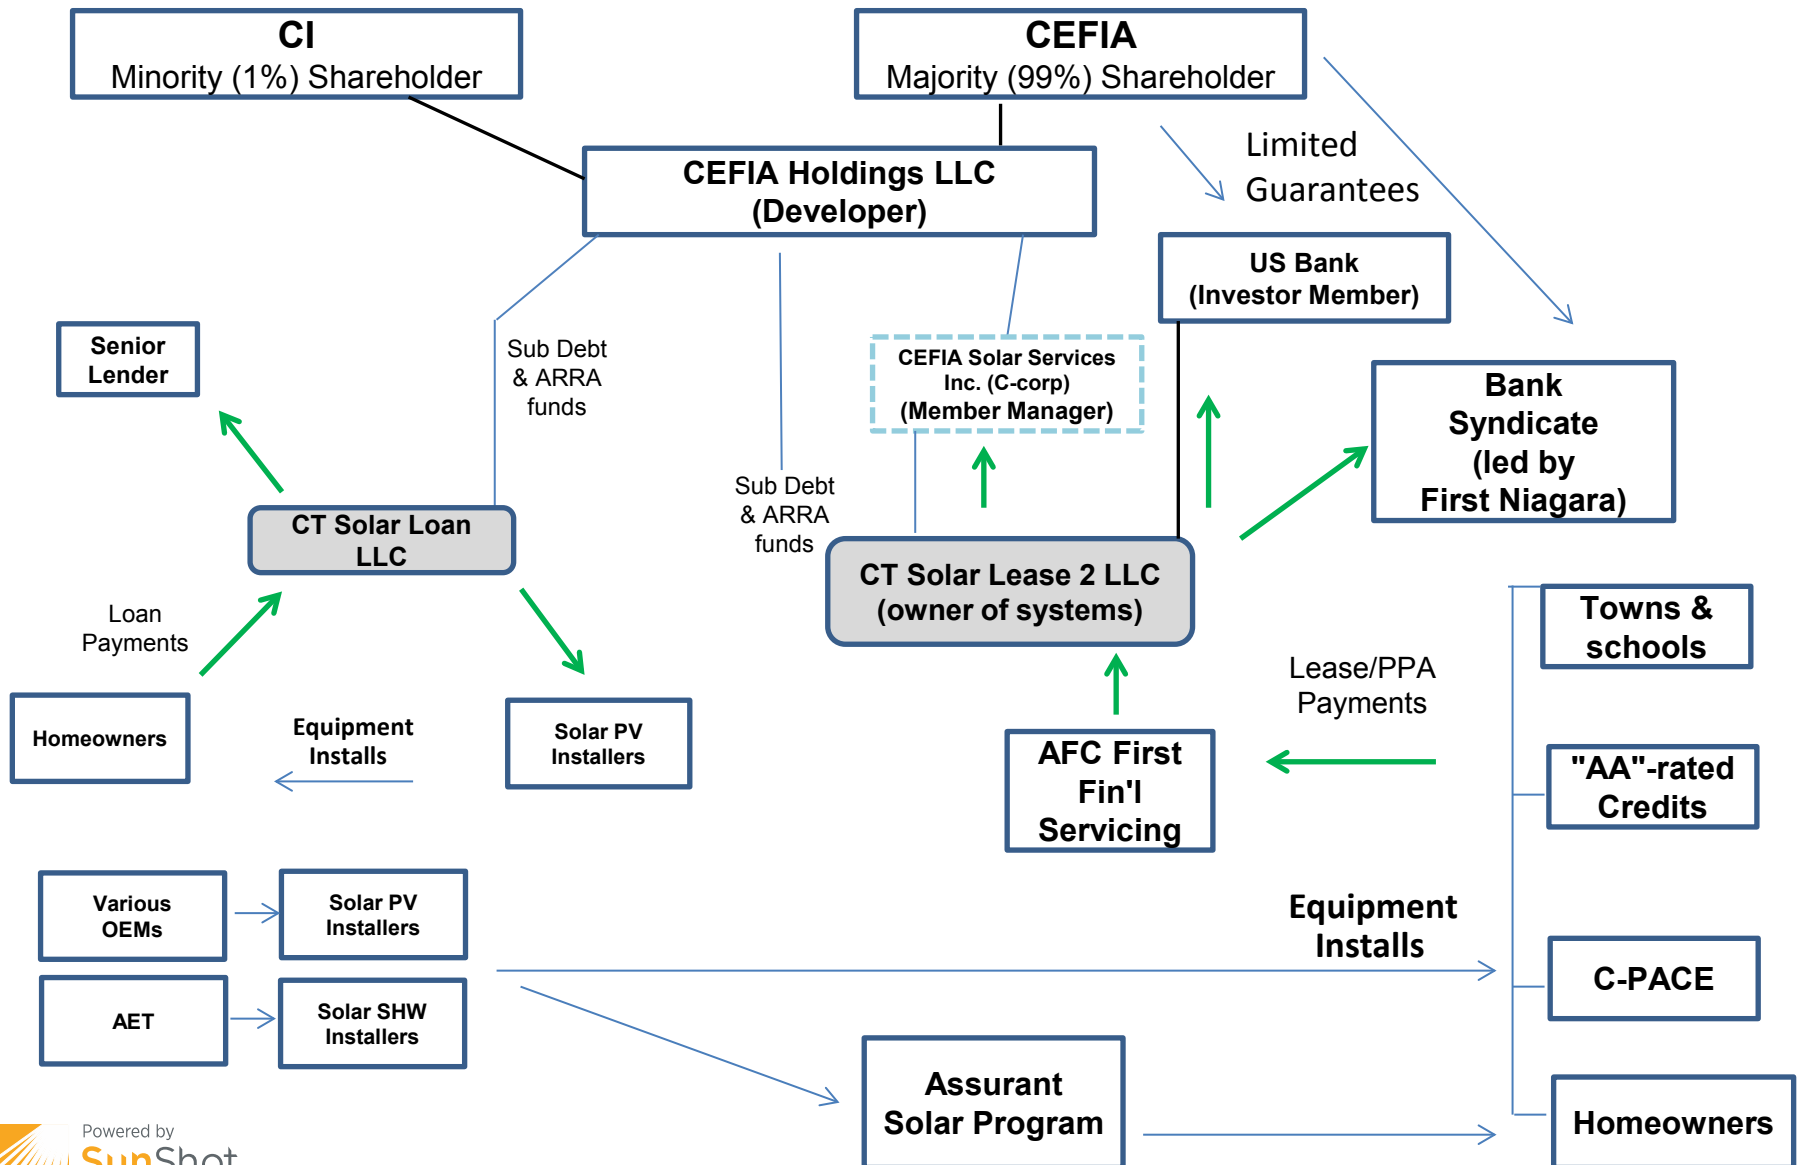 CI
Minority (1%) Shareholder
CEFIA
Majority (99%) Shareholder
CEFIA Holdings LLC
(Developer)
Limited
Guarantees
US Bank
(Investor Member)
Senior
Lender
Sub Debt
& ARRA
funds
CEFIA Solar Services
Inc. (C-corp)
(Member Manager)
Bank
Syndicate
(led by
First Niagara)
Sub Debt
& ARRA
funds
CT Solar Loan
LLC
CT Solar Lease 2 LLC
(owner of systems)
Loan
Payments
Towns &
schools
Lease/PPA
Payments
Homeowners
Equipment
Installs
Solar PV
Installers
AFC First
Fin'l
Servicing
"AA"-rated
Credits
Various
OEMs
Solar PV
Installers
Equipment
Installs
C-PACE
AET
Solar SHW
Installers
Assurant
Solar Program
Homeowners
Powered by
SunShot